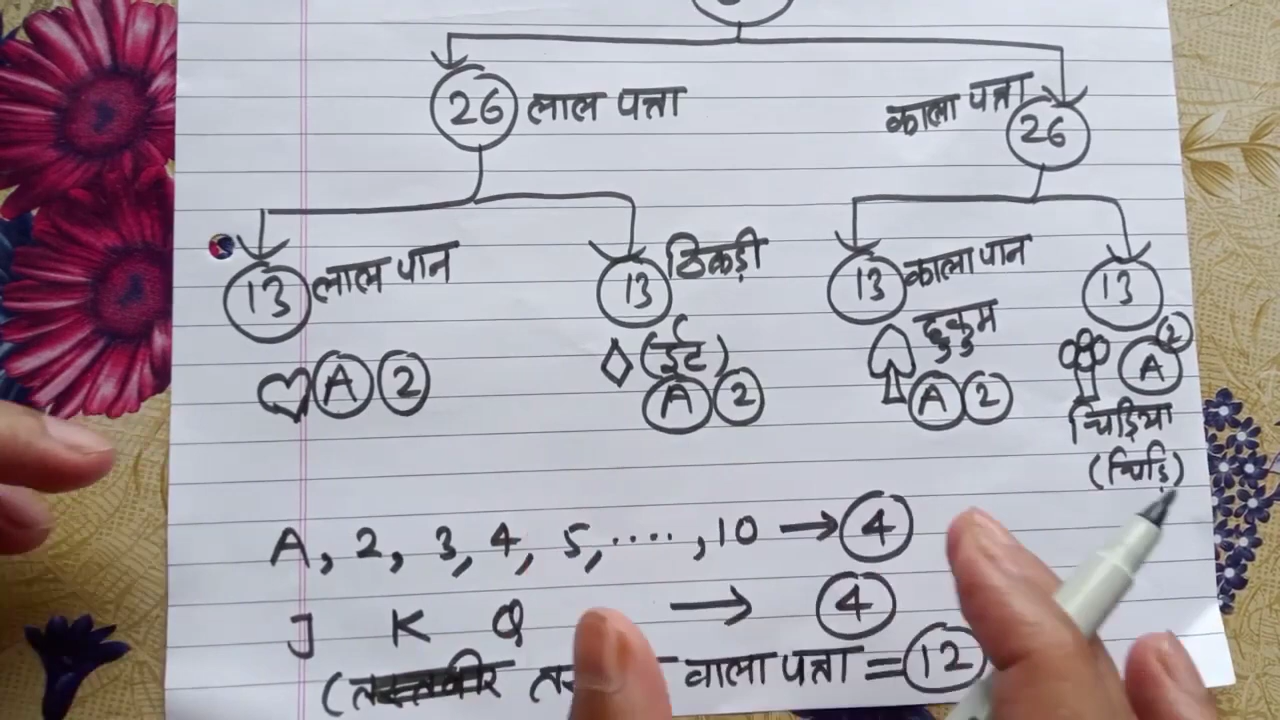 26 लाल पत्ता
काला पत्ता 26
13 लाल पान
13 ठिकड़ी
13 काला पान
13
♡ A 2
◇ (ईंट)
A 2
हुकुम
A 2
A 2
चिड़िया
(चिड़ि)
A, 2, 3, 4, 5, ...., 10 → 4
J K Q → 4
( वाला पत्ता = 12